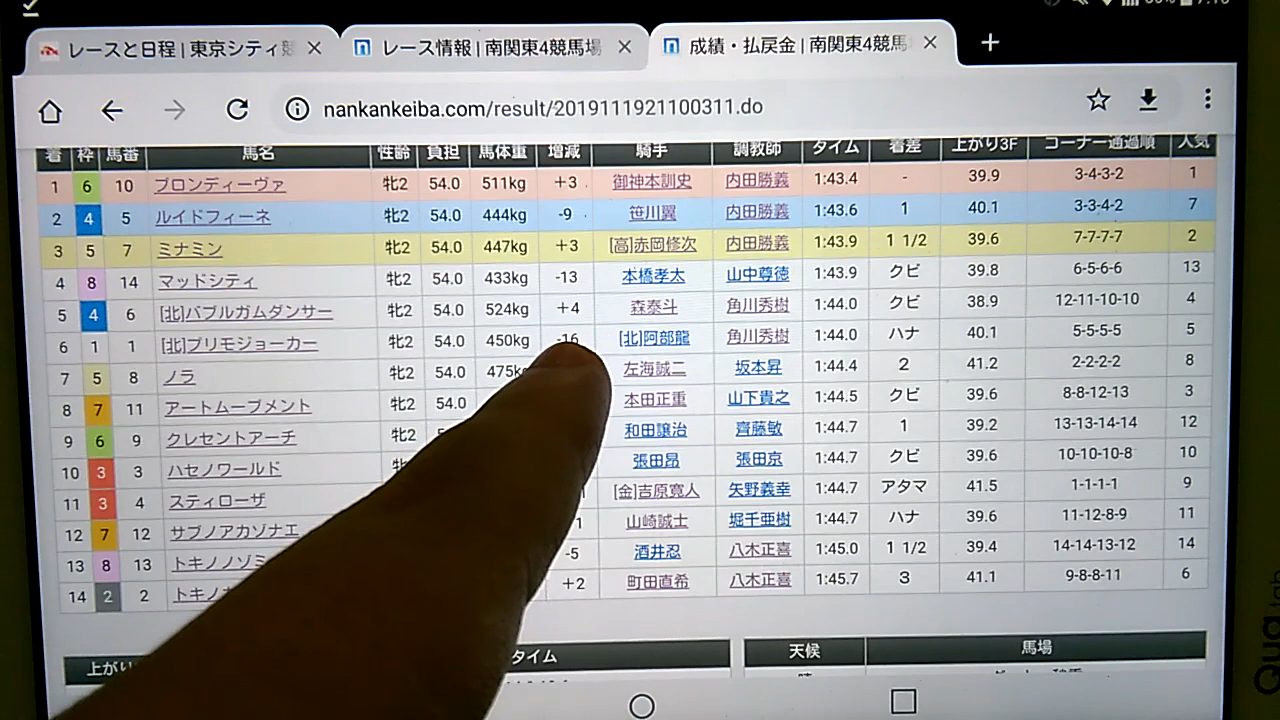 レースと日程 | 東京シティ競
レース情報 | 南関東4競馬場
成績・払戻金 | 南関東4競馬
nankankeiba.com/result/2019111921100311.do
着 枠 馬番 馬名 性齢 負担 馬体重 増減 騎手 調教師 タイム 着差 上がり3F コーナー通過順 人気
1 6 10 ブロンディーヴァ 牝2 54.0 511kg +3 御神本訓史 内田勝義 1:43.4 - 39.9 3-4-3-2 1
2 4 5 ルイドフィーネ 牝2 54.0 444kg -9 笹川翼 内田勝義 1:43.6 1 40.1 3-3-4-2 7
3 5 7 ミナミン 牝2 54.0 447kg +3 [高]赤岡修次 内田勝義 1:43.9 1 1/2 39.6 7-7-7-7 2
4 8 14 マッドシティ 牝2 54.0 433kg -13 本橋孝太 山中尊徳 1:43.9 クビ 39.8 6-5-6-6 13
5 4 6 [北]バブルガムダンサー 牝2 54.0 524kg +4 森泰斗 角川秀樹 1:44.0 クビ 38.9 12-11-10-10 4
6 1 1 [北]プリモジョーカー 牝2 54.0 450kg -16 [北]阿部龍 角川秀樹 1:44.0 ハナ 40.1 5-5-5-5 5
7 5 8 ノラ 牝2 54.0 475kg 左海誠二 坂本昇 1:44.4 2 41.2 2-2-2-2 8
8 7 11 アートムーブメント 牝2 54.0 本田正重 山下貴之 1:44.5 クビ 39.6 8-8-12-13 3
9 6 9 クレセントアーチ 牝2 和田譲治 齊藤敏 1:44.7 1 39.2 13-13-14-14 12
10 3 3 ハセノワールド 張田昂 張田京 1:44.7 クビ 39.6 10-10-10-8 10
11 3 4 スティローザ [金]吉原寛人 矢野義幸 1:44.7 アタマ 41.5 1-1-1-1 9
12 7 12 サブノアカゾナエ 山崎誠士 堀千亜樹 1:44.7 ハナ 39.6 11-12-8-9 11
13 8 13 トキノノゾミ -5 酒井忍 八木正喜 1:45.0 1 1/2 39.4 14-14-13-12 14
14 2 2 トキノ +2 町田直希 八木正喜 1:45.7 3 41.1 9-8-8-11 6
上がり タイム 天候 馬場
Qua tab